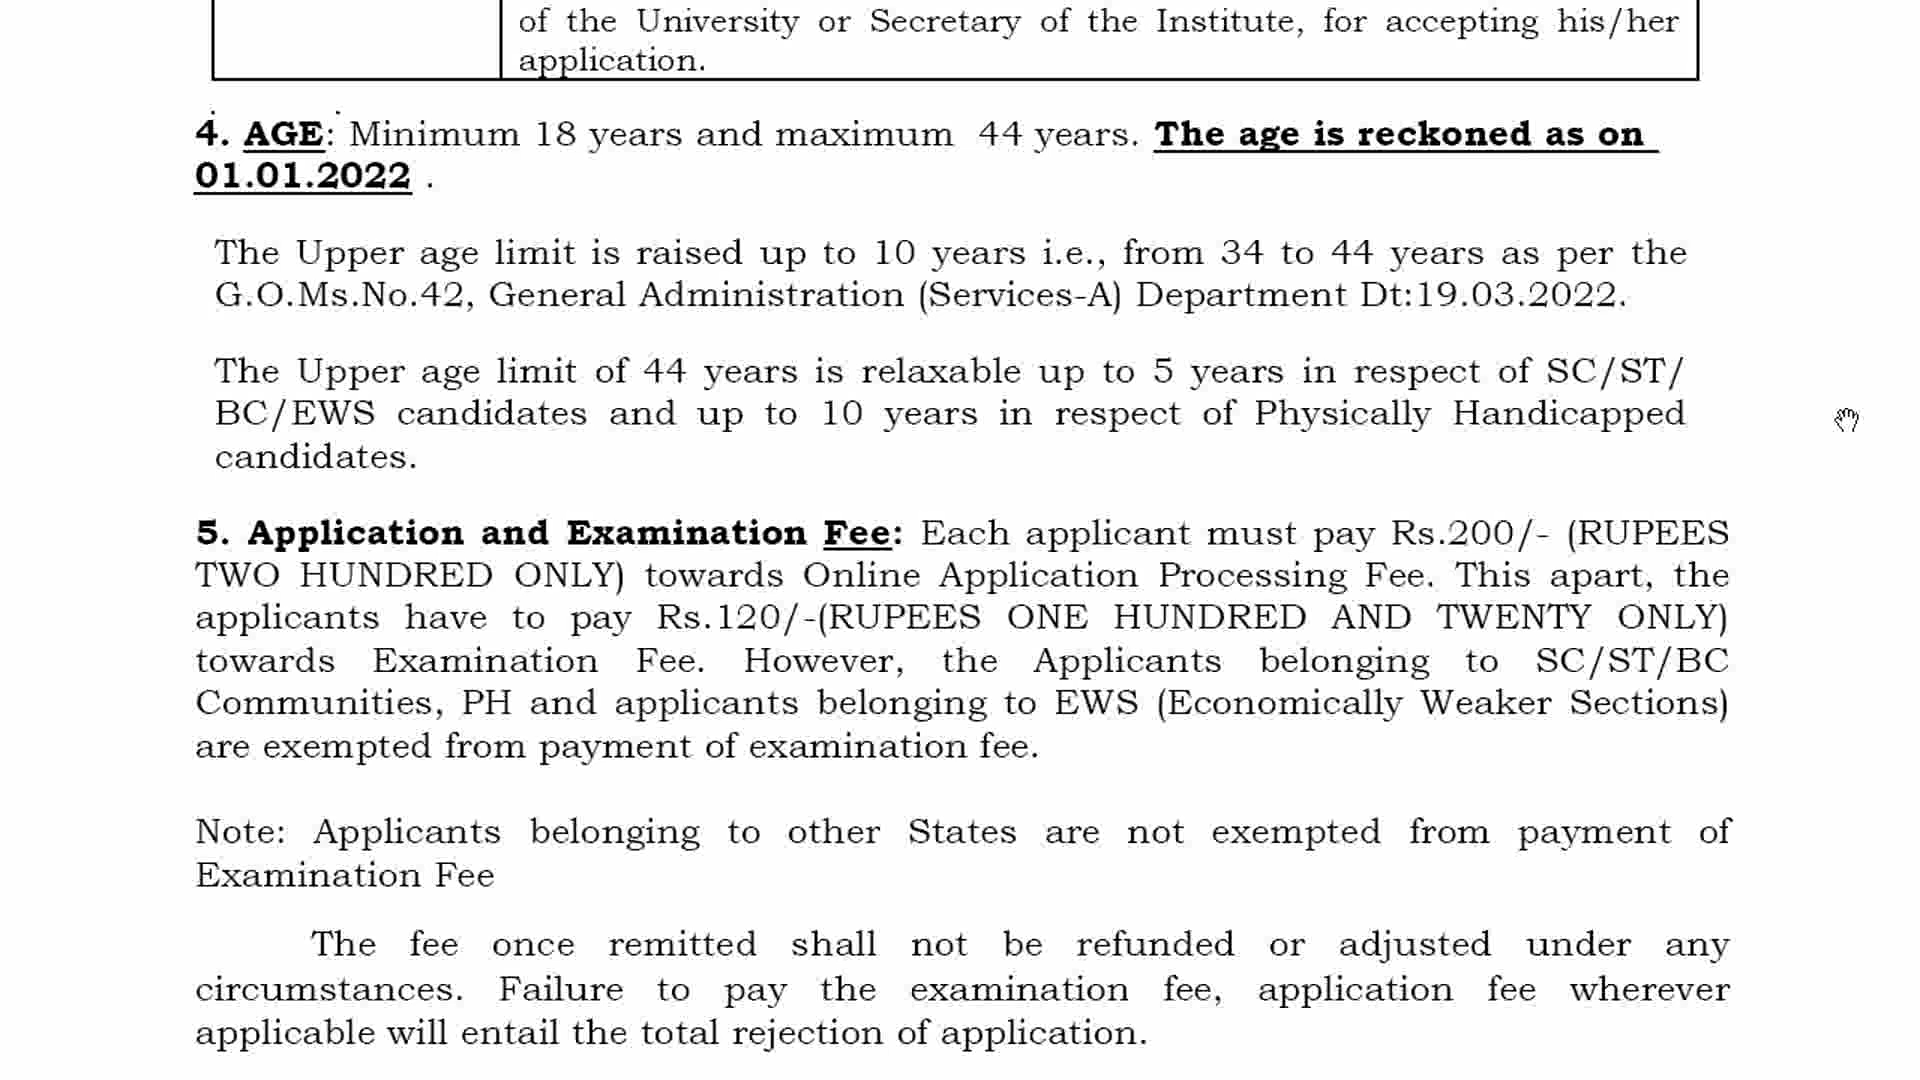 of the University or Secretary of the Institute, for accepting his/her
application.
4. AGE: Minimum 18 years and maximum 44 years. The age is reckoned as on
01.01.2022 .
The Upper age limit is raised up to 10 years i.e., from 34 to 44 years as per the
G.O.Ms.No.42, General Administration (Services-A) Department Dt:19.03.2022.
The Upper age limit of 44 years is relaxable up to 5 years in respect of SC/ST/
BC/EWS candidates and up to 10 years in respect of Physically Handicapped
candidates.
5. Application and Examination Fee: Each applicant must pay Rs.200/- (RUPEES
TWO HUNDRED ONLY) towards Online Application Processing Fee. This apart, the
applicants have to pay Rs.120/-(RUPEES ONE HUNDRED AND TWENTY ONLY)
towards Examination Fee. However, the Applicants belonging to SC/ST/BC
Communities, PH and applicants belonging to EWS (Economically Weaker Sections)
are exempted from payment of examination fee.
Note: Applicants belonging to other States are not exempted from payment of
Examination Fee
The fee once remitted shall not be refunded or adjusted under any
circumstances. Failure to pay the examination fee, application fee wherever
applicable will entail the total rejection of application.